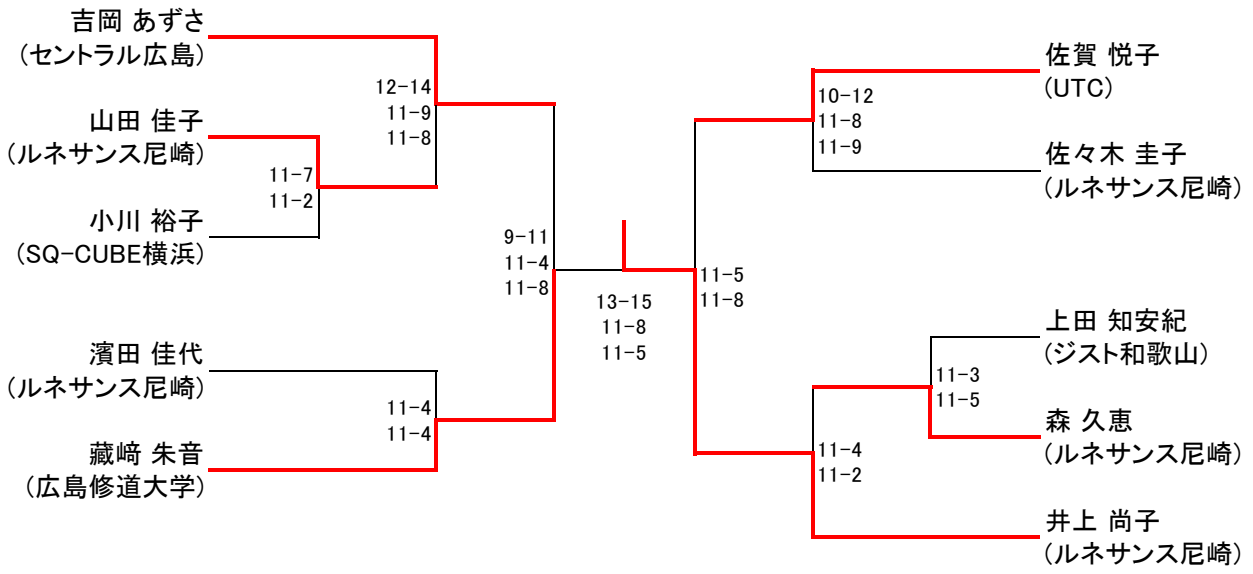 吉岡 あずさ
(セントラル広島)
山田 佳子
(ルネサンス尼崎)
小川 裕子
(SQ-CUBE横浜)
濱田 佳代
(ルネサンス尼崎)
藏﨑 朱音
(広島修道大学)
12-14
11-9
11-8
11-7
11-2
11-4
11-4
9-11
11-4
11-8
13-15
11-8
11-5
11-5
11-8
10-12
11-8
11-9
11-3
11-5
11-4
11-2
佐賀 悦子
(UTC)
佐々木 圭子
(ルネサンス尼崎)
上田 知安紀
(ジスト和歌山)
森 久恵
(ルネサンス尼崎)
井上 尚子
(ルネサンス尼崎)